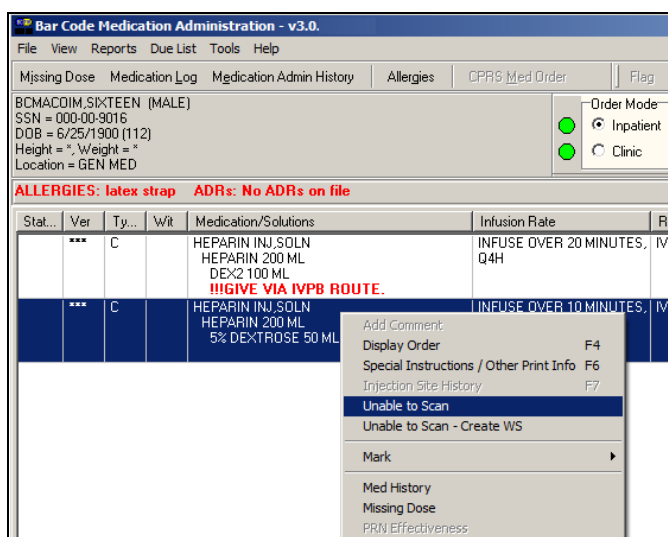 Bar Code Medication Administration - v3.0.
File View Reports Due List Tools Help
Missing Dose Medication Log Medication Admin History Allergies CPRS Med Order Flag
BCMACOIM,SIXTEEN (MALE)
SSN = 000-00-9016
DOB = 6/25/1900 (112)
Height = *, Weight = *
Location = GEN MED
Order Mode
Inpatient
Clinic
ALLERGIES: latex strap ADRs: No ADRs on file
Stat... Ver Ty... Wit Medication/Solutions Infusion Rate R
*** C HEPARIN INJ,SOLN INFUSE OVER 20 MINUTES, IV
HEPARIN 200 ML Q4H
DEX2 100 ML
!!!GIVE VIA IVPB ROUTE.
*** C HEPARIN INJ,SOLN INFUSE OVER 10 MINUTES, IV
HEPARIN 200 ML
5% DEXTROSE 50 ML
Add Comment
Display Order F4
Special Instructions / Other Print Info F6
Injection Site History F7
Unable to Scan
Unable to Scan - Create WS
Mark
Med History
Missing Dose
PRN Effectiveness